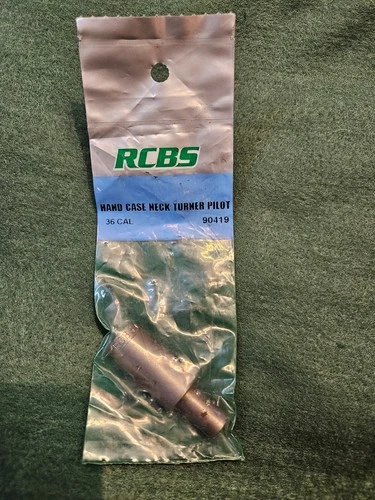 RCBS
HAND CASE NECK TURNER PILOT
36 CAL 90419